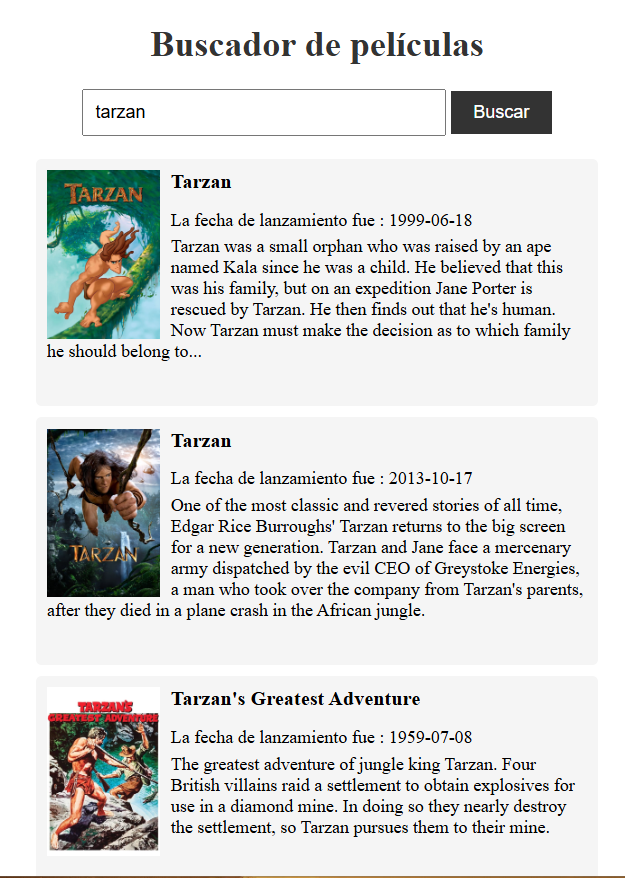 Buscador de películas
tarzan
Buscar
TARZAN
Tarzan
La fecha de lanzamiento fue : 1999-06-18
Tarzan was a small orphan who was raised by an ape
named Kala since he was a child. He believed that this
was his family, but on an expedition Jane Porter is
rescued by Tarzan. He then finds out that he's human.
Now Tarzan must make the decision as to which family
he should belong to...
Tarzan
La fecha de lanzamiento fue : 2013-10-17
One of the most classic and revered stories of all time,
Edgar Rice Burroughs' Tarzan returns to the big screen
for a new generation. Tarzan and Jane face a mercenary
army dispatched by the evil CEO of Greystoke Energies,
a man who took over the company from Tarzan's parents,
after they died in a plane crash in the African jungle.
TARZAN
TARZAN'S
GREATEST ADVENTURE
Tarzan's Greatest Adventure
La fecha de lanzamiento fue : 1959-07-08
The greatest adventure of jungle king Tarzan. Four
British villains raid a settlement to obtain explosives for
use in a diamond mine. In doing so they nearly destroy
the settlement, so Tarzan pursues them to their mine.